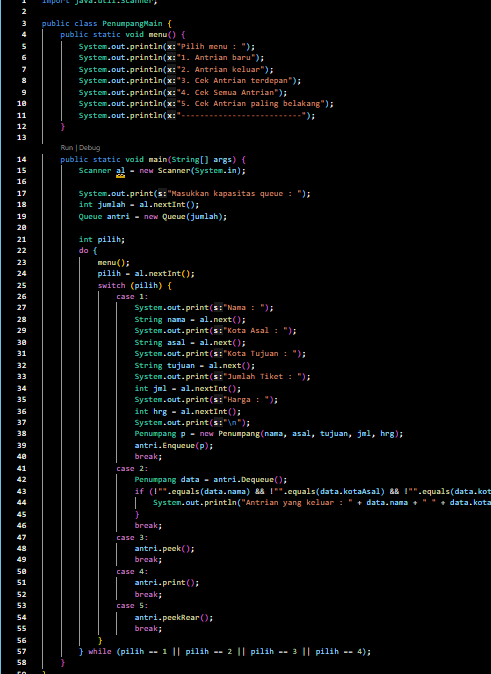 1 import java.util.Scanner;
2
3 public class PenumpangMain {
4 public static void menu() {
5 System.out.println(x:"Pilih menu : ");
6 System.out.println(x:"1. Antrian baru");
7 System.out.println(x:"2. Antrian keluar");
8 System.out.println(x:"3. Cek Antrian terdepan");
9 System.out.println(x:"4. Cek Semua Antrian");
10 System.out.println(x:"5. Cek Antrian paling belakang");
11 System.out.println(x:"--------------------------");
12 }
13
Run | Debug
14 public static void main(String[] args) {
15 Scanner al = new Scanner(System.in);
16
17 System.out.print(s:"Masukkan kapasitas queue : ");
18 int jumlah = al.nextInt();
19 Queue antri = new Queue(jumlah);
20
21 int pilih;
22 do {
23 menu();
24 pilih = al.nextInt();
25 switch (pilih) {
26 case 1:
27 System.out.print(s:"Nama : ");
28 String nama = al.next();
29 System.out.print(s:"Kota Asal : ");
30 String asal = al.next();
31 System.out.print(s:"Kota Tujuan : ");
32 String tujuan = al.next();
33 System.out.print(s:"Jumlah Tiket : ");
34 int jml = al.nextInt();
35 System.out.print(s:"Harga : ");
36 int hrg = al.nextInt();
37 System.out.print(s:"\n");
38 Penumpang p = new Penumpang(nama, asal, tujuan, jml, hrg);
39 antri.Enqueue(p);
40 break;
41 case 2:
42 Penumpang data = antri.Dequeue();
43 if (!"".equals(data.nama) && !"".equals(data.kotaAsal) && !"".equals(data.kot
44 System.out.println("Antrian yang keluar : " + data.nama + " " + data.kota
45 }
46 break;
47 case 3:
48 antri.peek();
49 break;
50 case 4:
51 antri.print();
52 break;
53 case 5:
54 antri.peekRear();
55 break;
56 }
57 } while (pilih == 1 || pilih == 2 || pilih == 3 || pilih == 4);
58 }
59 }